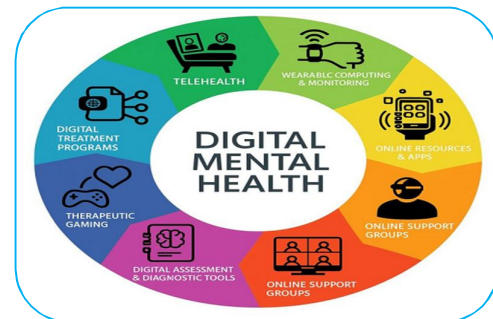 DIGITAL
MENTAL
HEALTH
TELEHEALTH
WEARABLC COMPUTING
& MONITORING
ONLINE RESOURCES
& APPS
ONLINE SUPPORT
GROUPS
ONLINE SUPPORT
GROUPS
DIGITAL ASSESSMENT
& DIAGNOSTIC TOOLS
THERAPEUTIC
GAMING
DIGITAL
TREATMENT
PROGRAMS